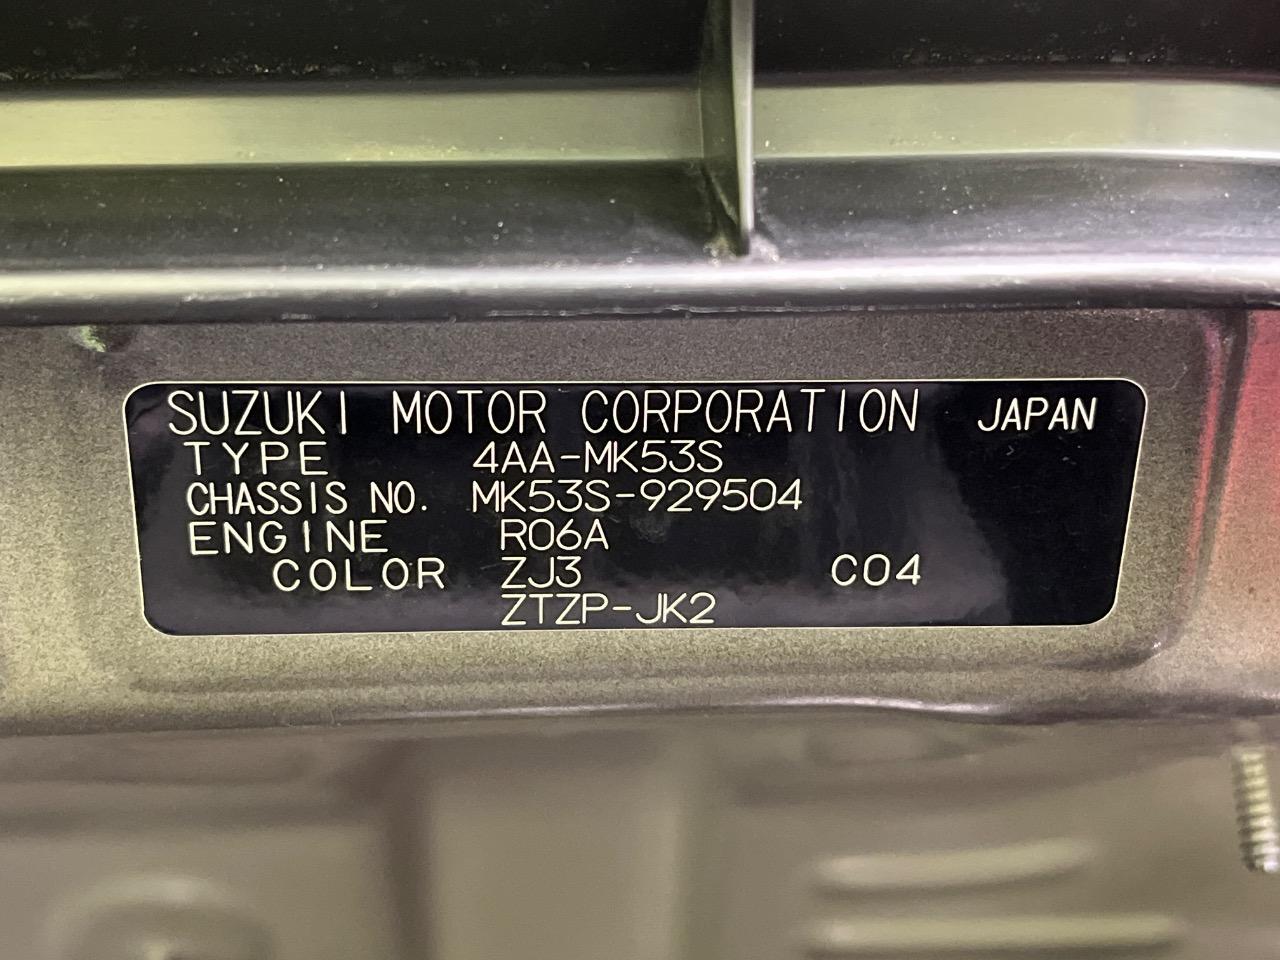 SUZUKI MOTOR CORPORATION JAPAN
TYPE 4AA-MK53S
CHASSIS NO. MK53S-929504
ENGINE R06A
COLOR ZJ3 C04
ZTZP-JK2